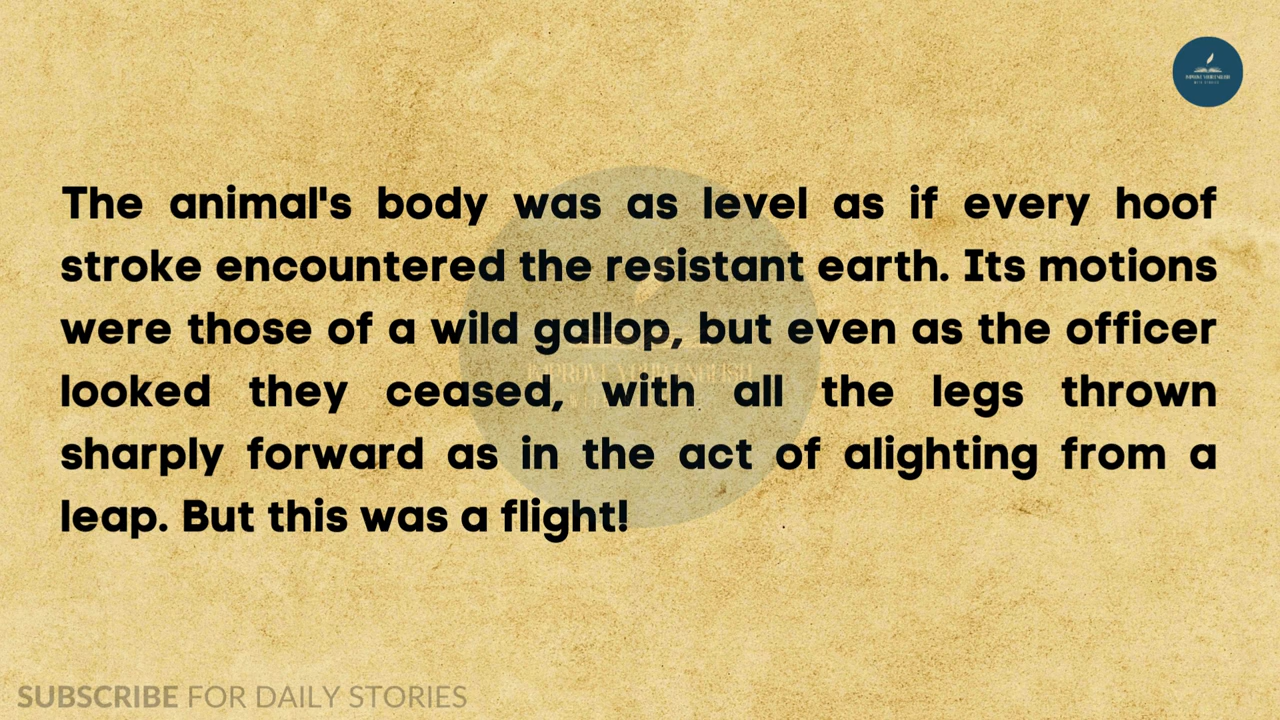 The animal's body was as level as if every hoof
stroke encountered the resistant earth. Its motions
were those of a wild gallop, but even as the officer
looked they ceased, with all the legs thrown
sharply forward as in the act of alighting from a
leap. But this was a flight!
SUBSCRIBE FOR DAILY STORIES